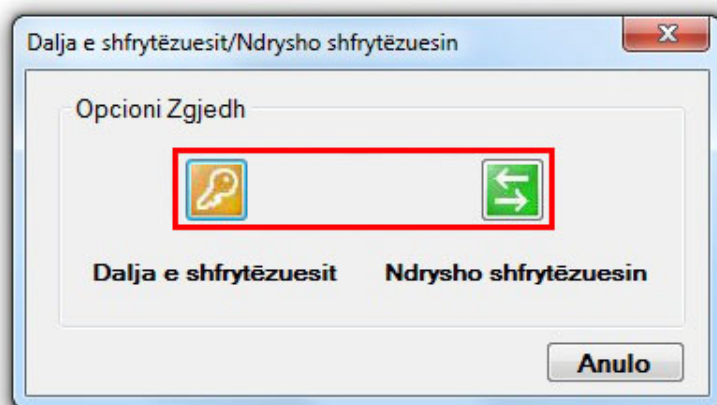 Dalja e shfrytëzuesit/Ndrysho shfrytëzuesin
Opcioni Zgjedh
Dalja e shfrytëzuesit Ndrysho shfrytëzuesin
Anulo